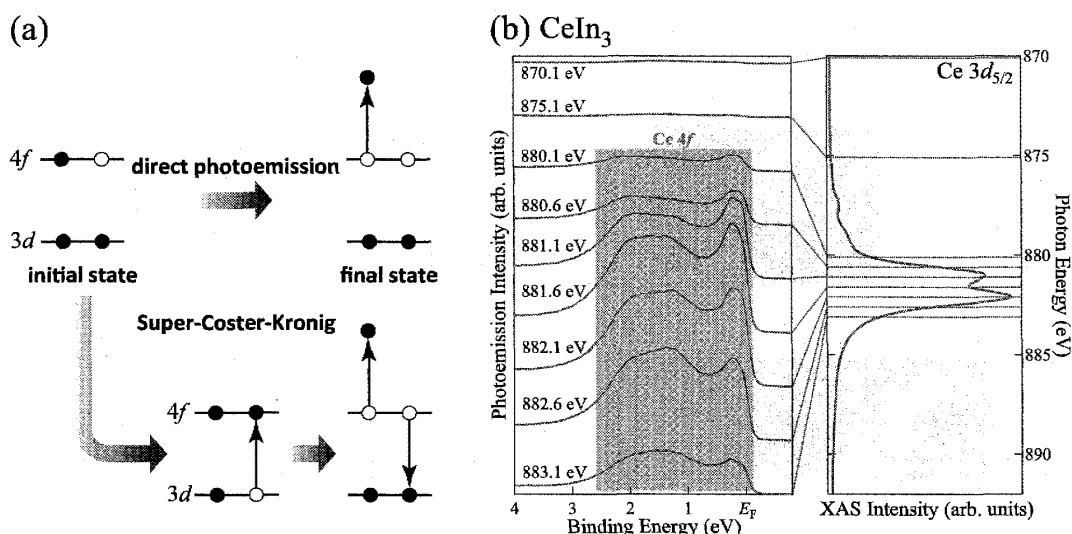 (a)
4f
direct photoemission
3d
initial state
final state
Super-Coster-Kronig
4f
3d
(b) CeIn3
870.1 eV
875.1 eV
Ce 4f
880.1 eV
880.6 eV
881.1 eV
881.6 eV
882.1 eV
882.6 eV
883.1 eV
Photoemission Intensity (arb. units)
4 3 2 1 EF
Binding Energy (eV)
Ce 3d5/2
870
875
880
885
890
Photon Energy (eV)
XAS Intensity (arb. units)